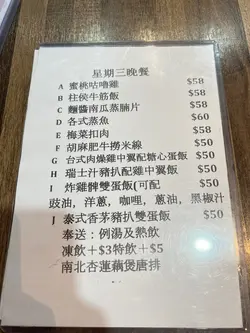 星期三晚餐
A 蜜桃咕嚕雞 $58
B 柱侯牛筋飯 $58
C 麵醬南瓜蒸腩片 $58
D 各式蒸魚 $60
E 梅菜扣肉 $58
F 胡麻肥牛撈米線 $50
G 台式肉燥雞中翼配糖心蛋飯 $50
H 瑞士汁豬扒配雞中翼飯 $50
I 炸雞髀雙蛋飯(可配 $50
豉油，洋蔥，咖哩，蔥油，黑椒汁
J 泰式香茅豬扒雙蛋飯 $50
奉送：例湯及熱飲
凍飲＋$3特飲＋$5
南北杏蓮藕煲唐排